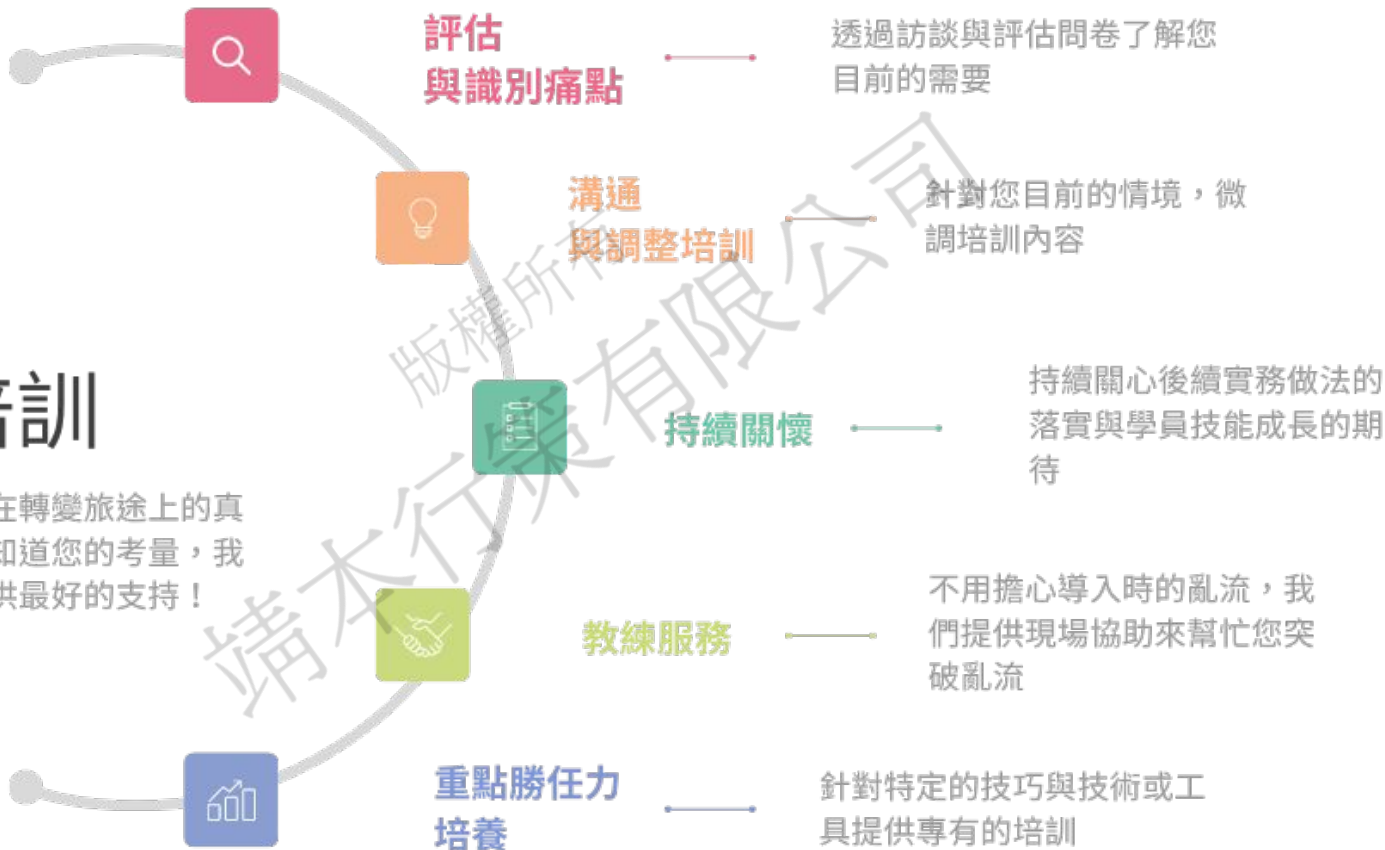 評估
與識別痛點
透過訪談與評估問卷了解您
目前的需要
溝通
與調整培訓
針對您目前的情境，微
調培訓內容
培訓
在轉變旅途上的真
知道您的考量，我
供最好的支持！
持續關懷
持續關心後續實務做法的
落實與學員技能成長的期
待
教練服務
不用擔心導入時的亂流，我
們提供現場協助來幫忙您突
破亂流
重點勝任力
培養
針對特定的技巧與技術或工
具提供專有的培訓
版權所有
靖本行策有限公司